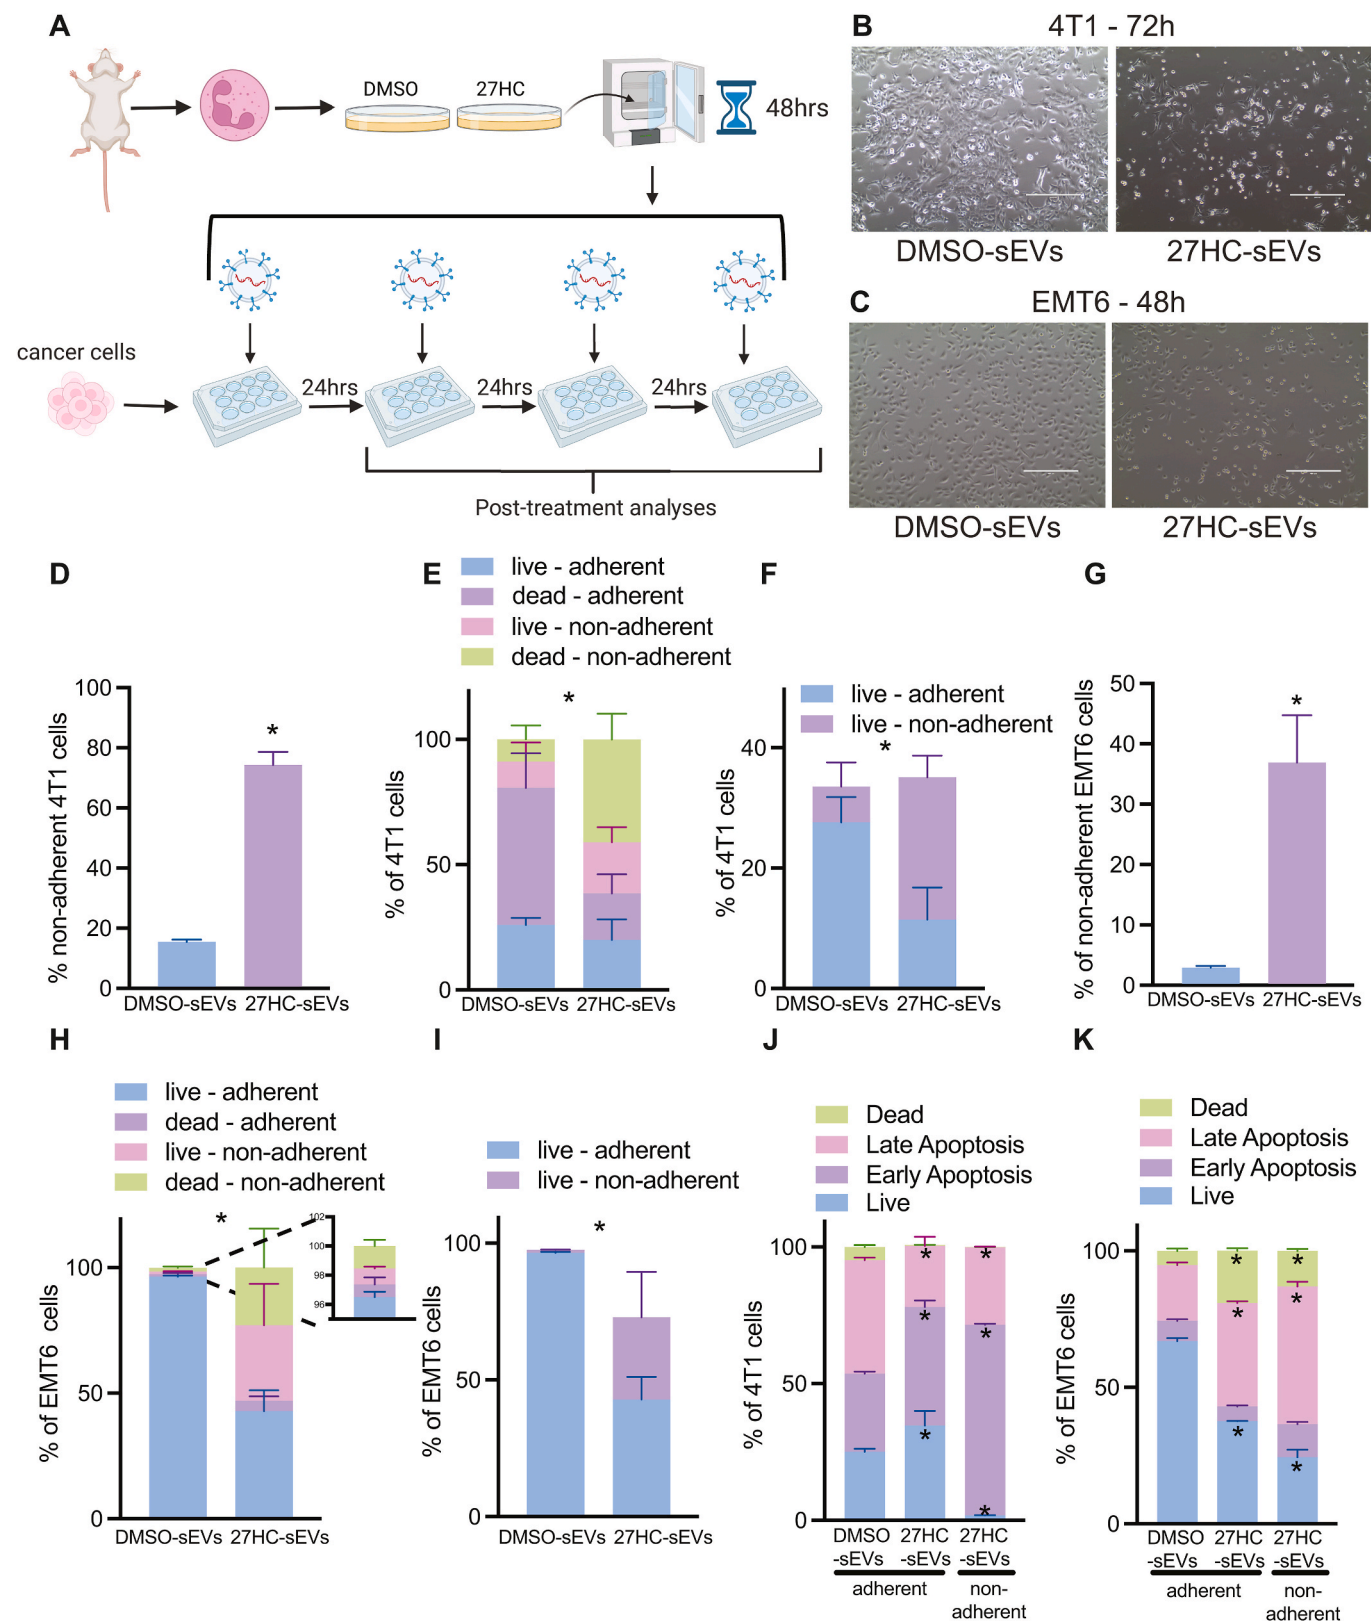 A
DMSO
27HC
48hrs
cancer cells
24hrs
24hrs
24hrs
Post-treatment analyses
B
4T1 - 72h
DMSO-sEVs
27HC-sEVs
C
EMT6 - 48h
DMSO-sEVs
27HC-sEVs
D
% non-adherent 4T1 cells
100
80
60
40
20
0
*
DMSO-sEVs
27HC-sEVs
E
live - adherent
dead - adherent
live - non-adherent
dead - non-adherent
% of 4T1 cells
100
50
0
*
DMSO-sEVs
27HC-sEVs
F
live - adherent
live - non-adherent
% of 4T1 cells
40
20
0
*
DMSO-sEVs
27HC-sEVs
G
% of non-adherent EMT6 cells
50
40
30
20
10
0
*
DMSO-sEVs
27HC-sEVs
H
live - adherent
dead - adherent
live - non-adherent
dead - non-adherent
% of EMT6 cells
100
50
0
*
102
100
98
96
DMSO-sEVs
27HC-sEVs
I
live - adherent
live - non-adherent
% of EMT6 cells
100
50
0
*
DMSO-sEVs
27HC-sEVs
J
Dead
Late Apoptosis
Early Apoptosis
Live
% of 4T1 cells
100
50
0
* *
* *
* *
DMSO 27HC 27HC
-sEVs -sEVs -sEVs
adherent
non-
adherent
K
Dead
Late Apoptosis
Early Apoptosis
Live
% of EMT6 cells
100
50
0
* *
* *
* *
DMSO 27HC 27HC
-sEVs -sEVs -sEVs
adherent
non-
adherent